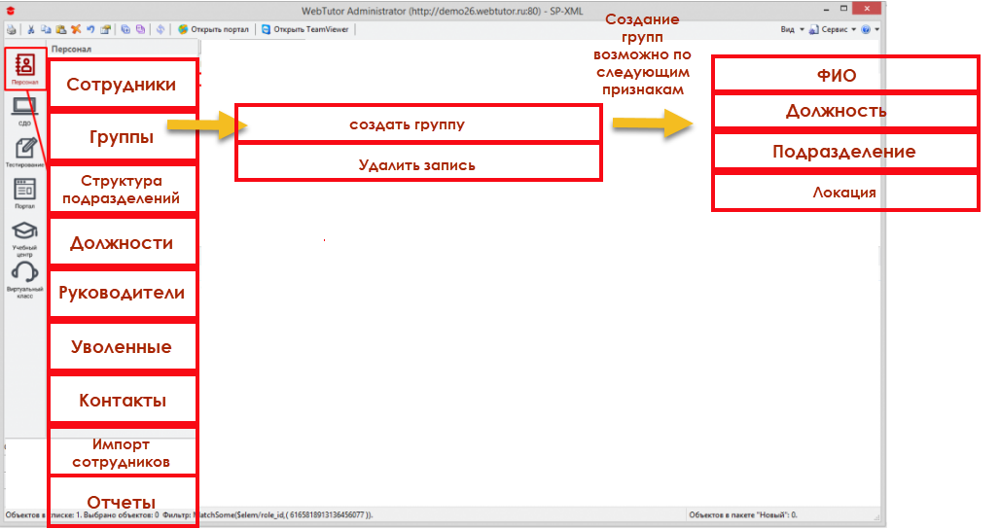 WebTutor Administrator (http://demo26.webtutor.ru:80) - SP-XML
Открыть портал
Открыть TeamViewer
Вид
Сервис
Персонал
СДО
Тестирование
Портал
Учебный
центр
Виртуальный
класс
Персонал
Сотрудники
Группы
Структура
подразделений
Должности
Руководители
Уволенные
Контакты
Импорт
сотрудников
Отчеты
создать группу
Удалить запись
Создание
групп
возможно по
следующим
признакам
ФИО
Должность
Подразделение
Локация
Объектов в списке: 1. Выбрано объектов: 0 Фильтр: MatchSome($elem/role_id,( 6165818913136456077 )).
Объектов в пакете "Новый": 0.